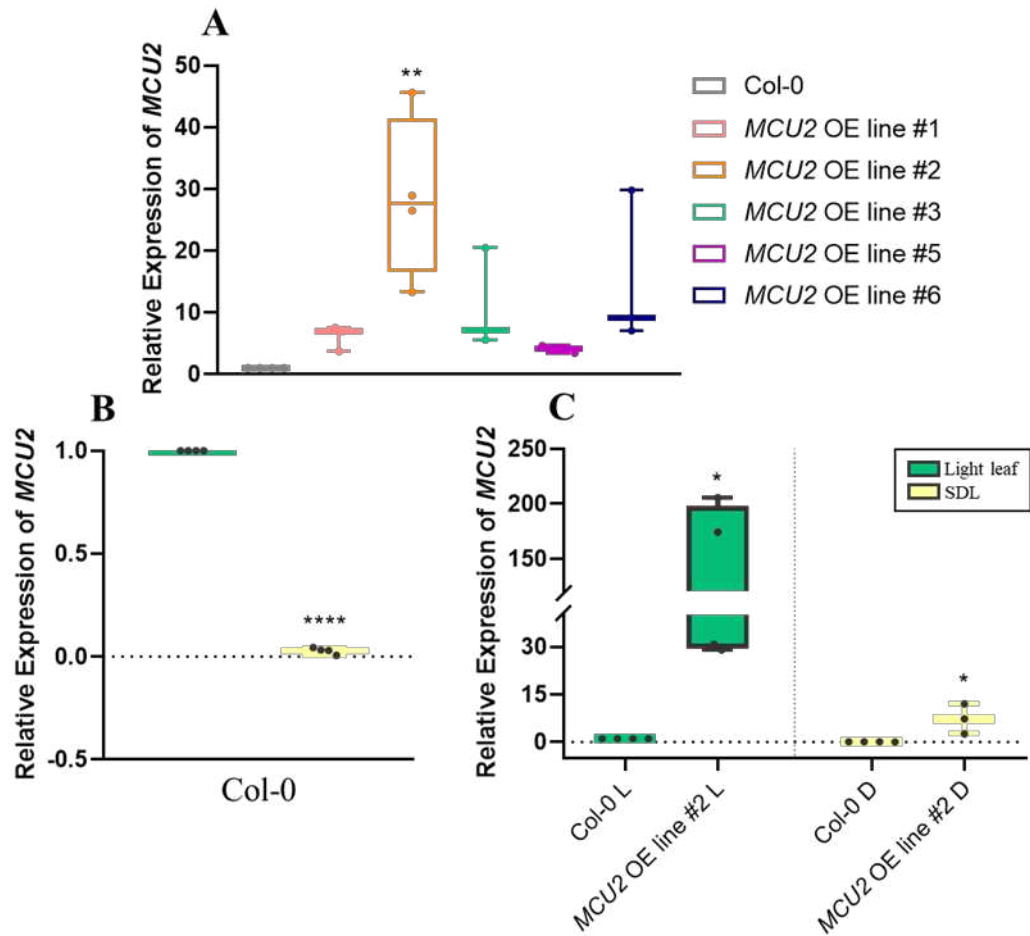 A
Relative Expression of MCU2
50
40
30
20
10
0
**
Col-0
MCU2 OE line #1
MCU2 OE line #2
MCU2 OE line #3
MCU2 OE line #5
MCU2 OE line #6
B
Relative Expression of MCU2
1.0
0.5
0.0
-0.5
****
Col-0
C
Relative Expression of MCU2
250
200
150
30
15
0
*
*
Light leaf
SDL
Col-0 L
MCU2 OE line #2 L
Col-0 D
MCU2 OE line #2 D